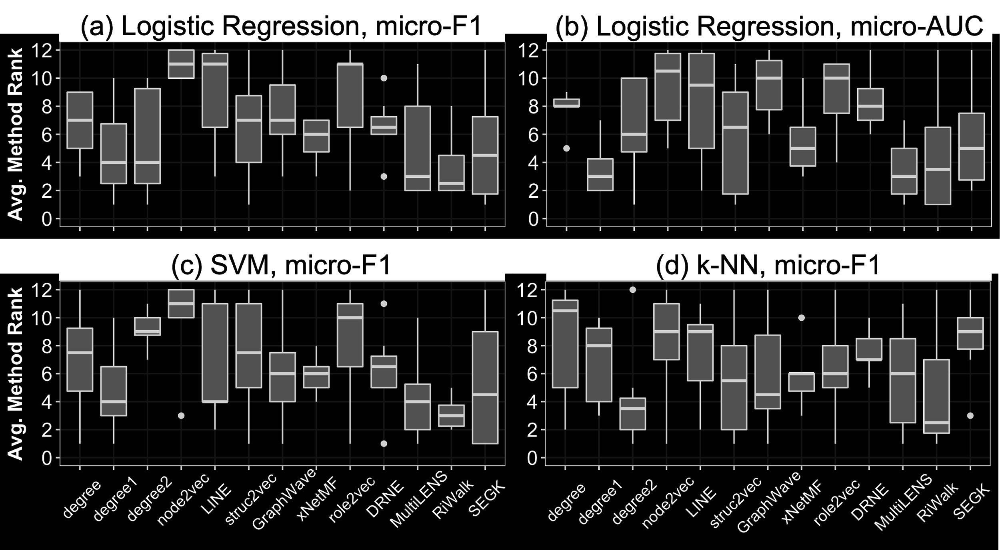 (a) Logistic Regression, micro-F1
(b) Logistic Regression, micro-AUC
Avg. Method Rank
12
10
8
6
4
2
0
12
10
8
6
4
2
0
(c) SVM, micro-F1
(d) k-NN, micro-F1
Avg. Method Rank
12
10
8
6
4
2
0
12
10
8
6
4
2
0
degree
degree1
degree2
node2vec
LINE
struc2vec
GraphWave
xNetMF
role2vec
DRNE
MultiLENS
RiWalk
SEGK
degree
degree1
degree2
node2vec
LINE
struc2vec
GraphWave
xNetMF
role2vec
DRNE
MultiLENS
RiWalk
SEGK